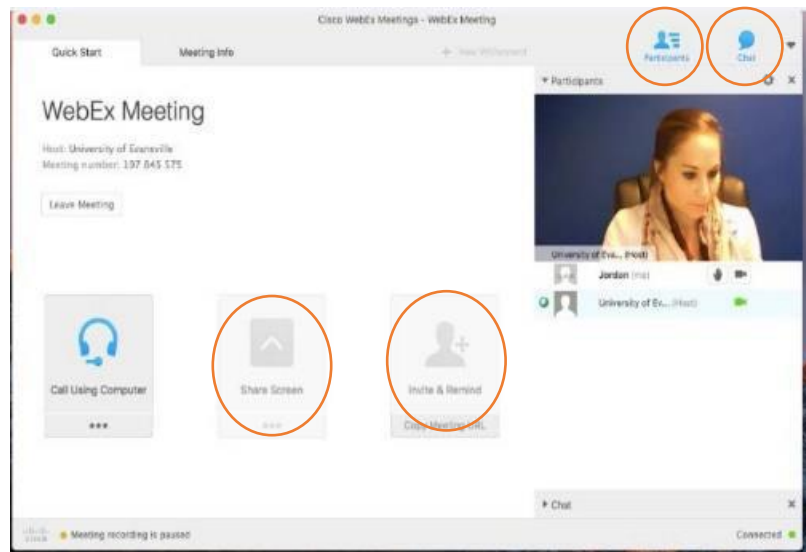 Cisco WebEx Meetings - WebEx Meeting
Quick Start
Meeting Info
+ New Whiteboard
Participants
Chat
WebEx Meeting
Host: University of Evansville
Meeting number: 197 845 575
Leave Meeting
Participants
University of Eva... (Host)
Jordan (me)
University of Ev... (Host)
Call Using Computer
Share Screen
Invite & Remind
Copy Meeting URL
Chat
Meeting recording is paused
Connected